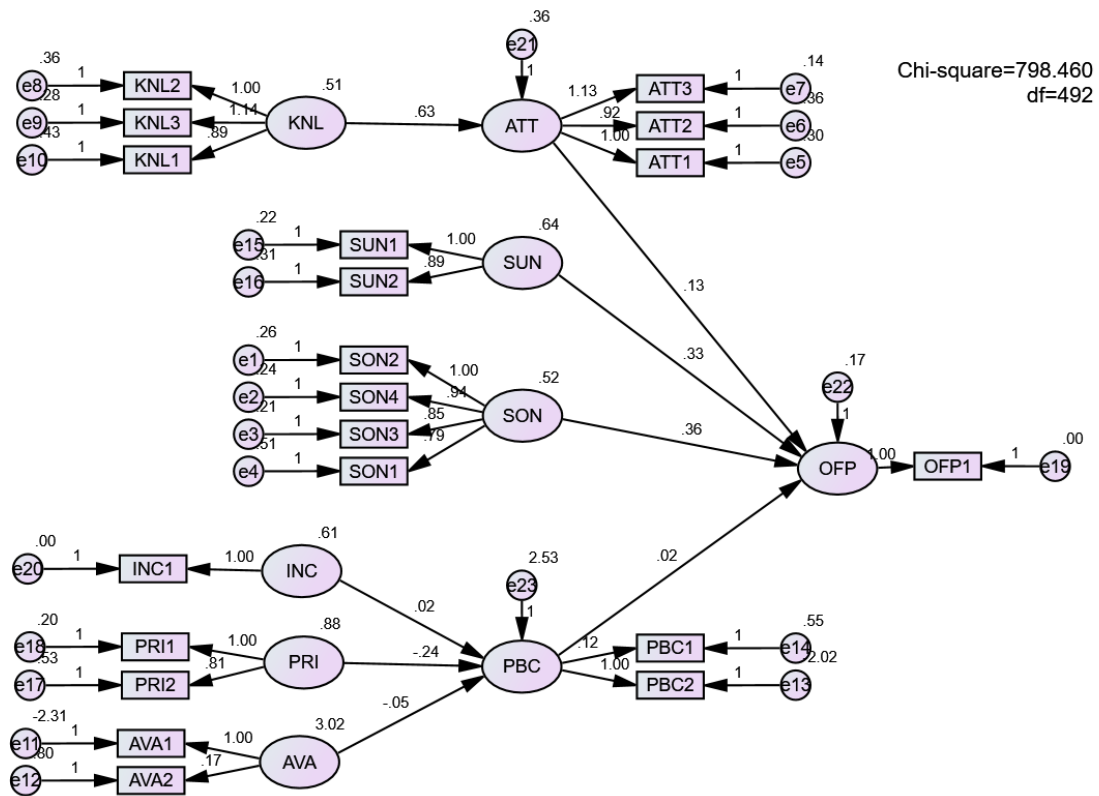 .36
e21
1
Chi-square=798.460
df=492
.36
e8
1
KNL2
1.00
.28
e9
1
KNL3
1.14
.43
e10
1
KNL1
.89
.51
KNL
.63
ATT
1.13
ATT3
1
.14
e7
.92
ATT2
1
.36
e6
1.00
ATT1
1
.30
e5
.22
e15
1
SUN1
1.00
.31
e16
1
SUN2
.89
.64
SUN
.13
.33
.26
e1
1
SON2
1.00
.24
e2
1
SON4
.94
.21
e3
1
SON3
.85
.51
e4
1
SON1
.79
.52
SON
.36
.17
e22
1
OFP
1.00
OFP1
1
.00
e19
.00
e20
1
INC1
1.00
.61
INC
.02
2.53
e23
1
.02
.20
e18
1
PRI1
1.00
.53
e17
1
PRI2
.81
.88
PRI
-.24
PBC
.12
PBC1
1
.55
e14
1.00
PBC2
1
2.02
e13
-.05
-2.31
e11
1
AVA1
1.00
.80
e12
1
AVA2
.17
3.02
AVA